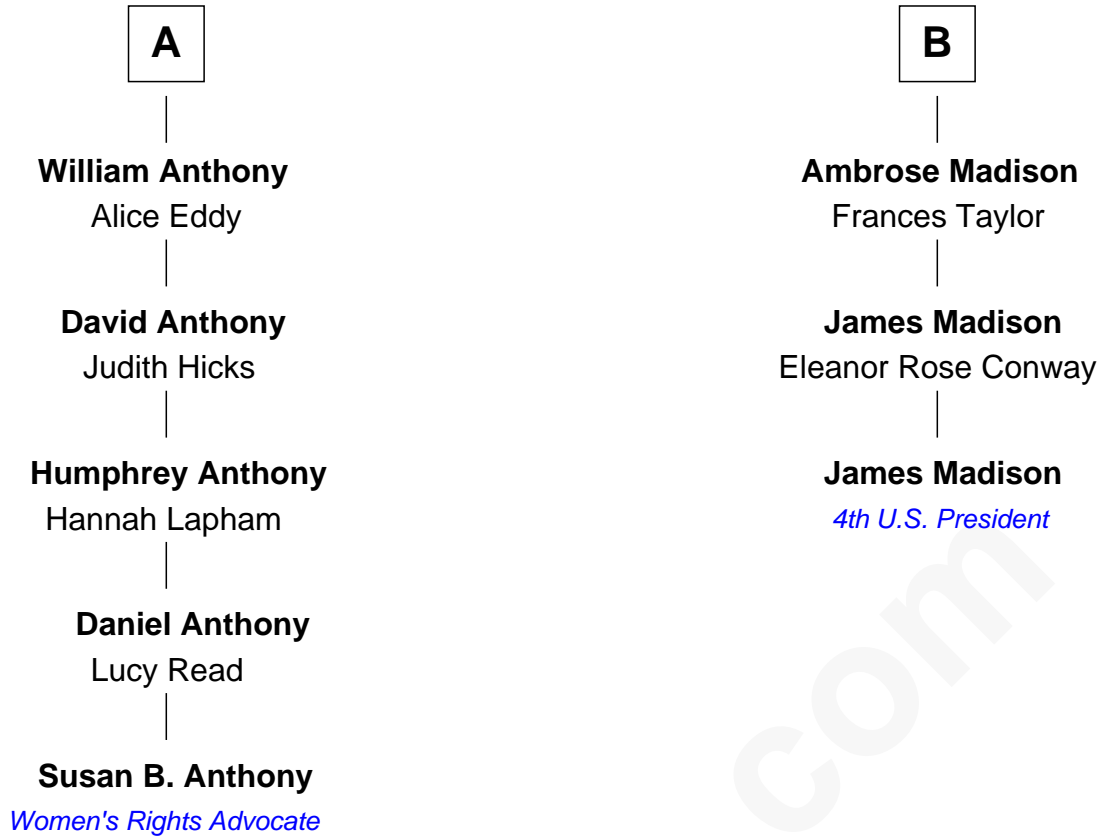 A
William Anthony
Alice Eddy
David Anthony
Judith Hicks
Humphrey Anthony
Hannah Lapham
Daniel Anthony
Lucy Read
Susan B. Anthony
Women's Rights Advocate
B
Ambrose Madison
Frances Taylor
James Madison
Eleanor Rose Conway
James Madison
4th U.S. President
com